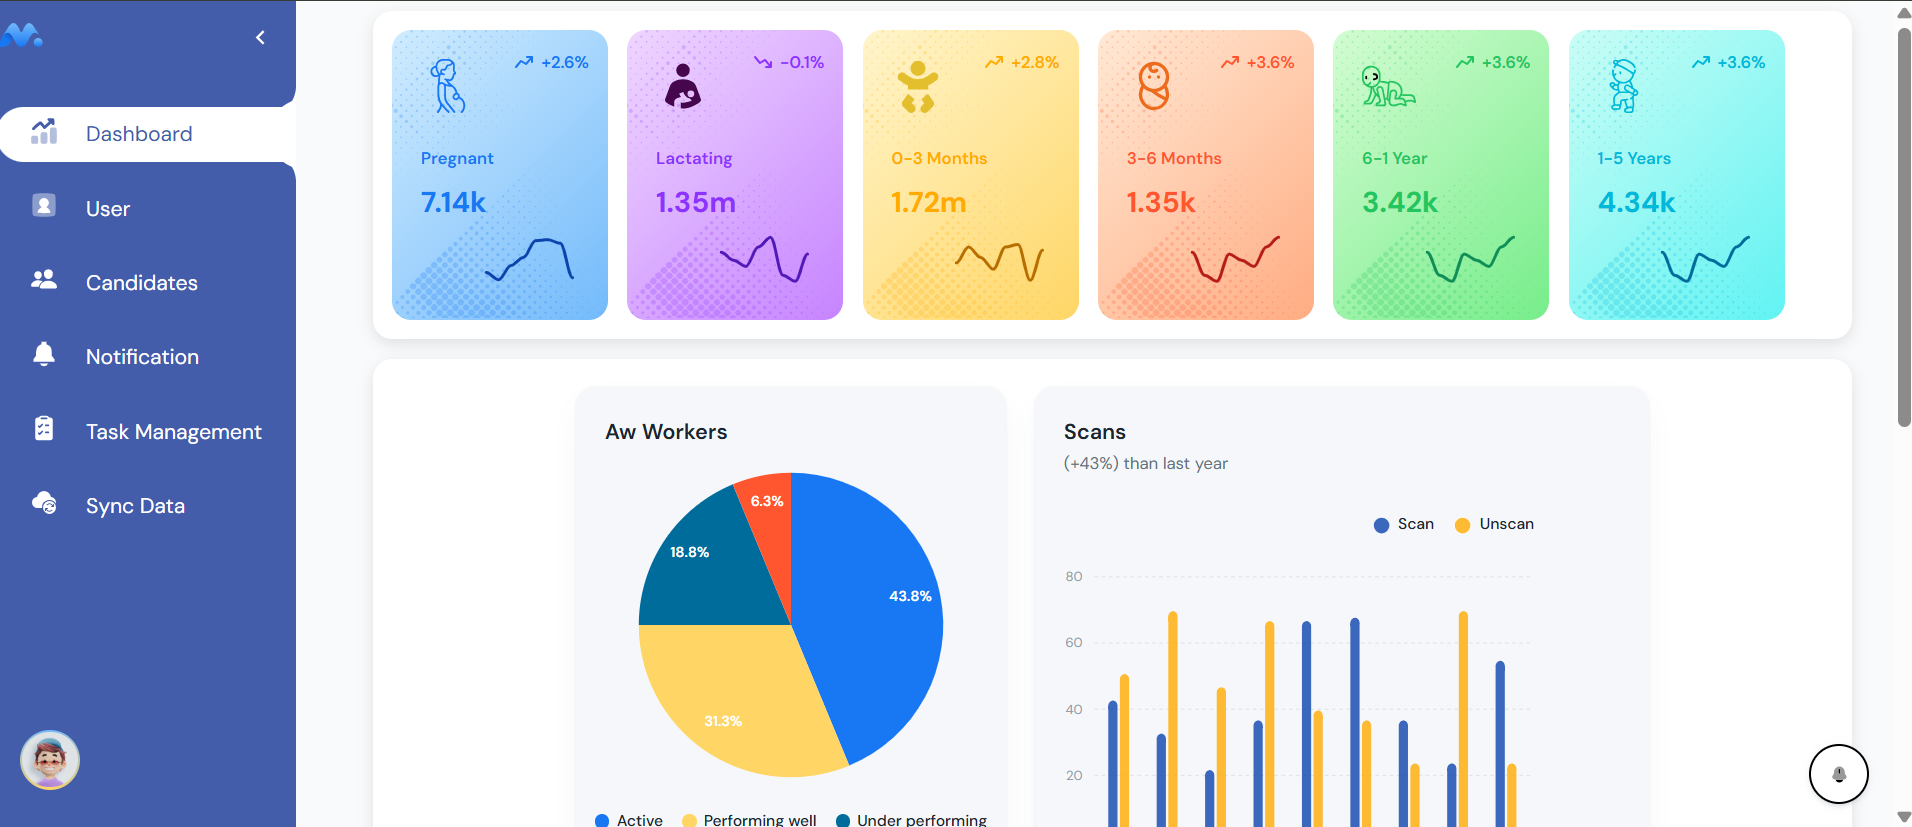 Dashboard
User
Candidates
Notification
Task Management
Sync Data
+2.6%
Pregnant
7.14k
-0.1%
Lactating
1.35m
+2.8%
0-3 Months
1.72m
+3.6%
3-6 Months
1.35k
+3.6%
6-1 Year
3.42k
+3.6%
1-5 Years
4.34k
Aw Workers
6.3%
18.8%
43.8%
31.3%
Active Performing well Under performing
Scans
(+43%) than last year
Scan Unscan
80
60
40
20